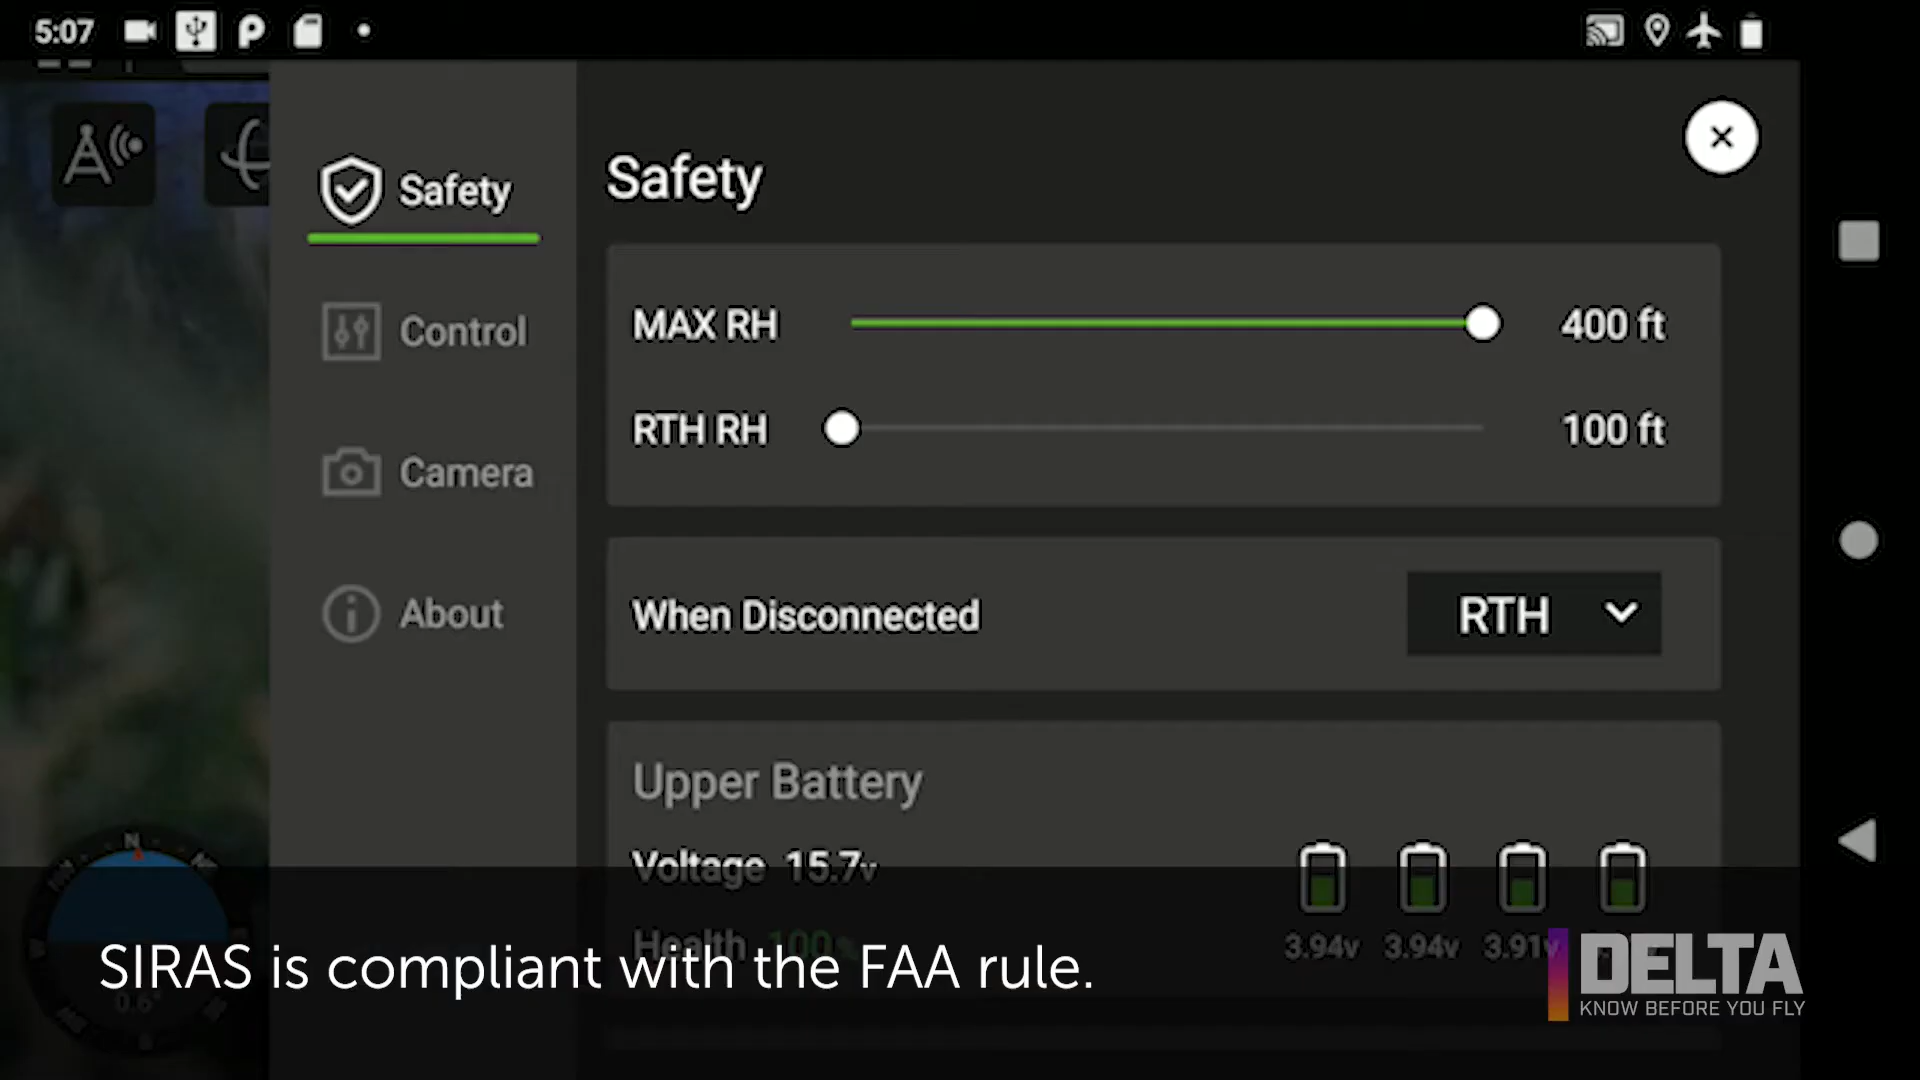 5:07
Safety
Control
Camera
About
Safety
MAX RH 400 ft
RTH RH 100 ft
When Disconnected RTH
Upper Battery
Voltage 15.7v
Health 100%
3.94v 3.94v 3.91v
N
SIRAS is compliant with the FAA rule.
DELTA
KNOW BEFORE YOU FLY